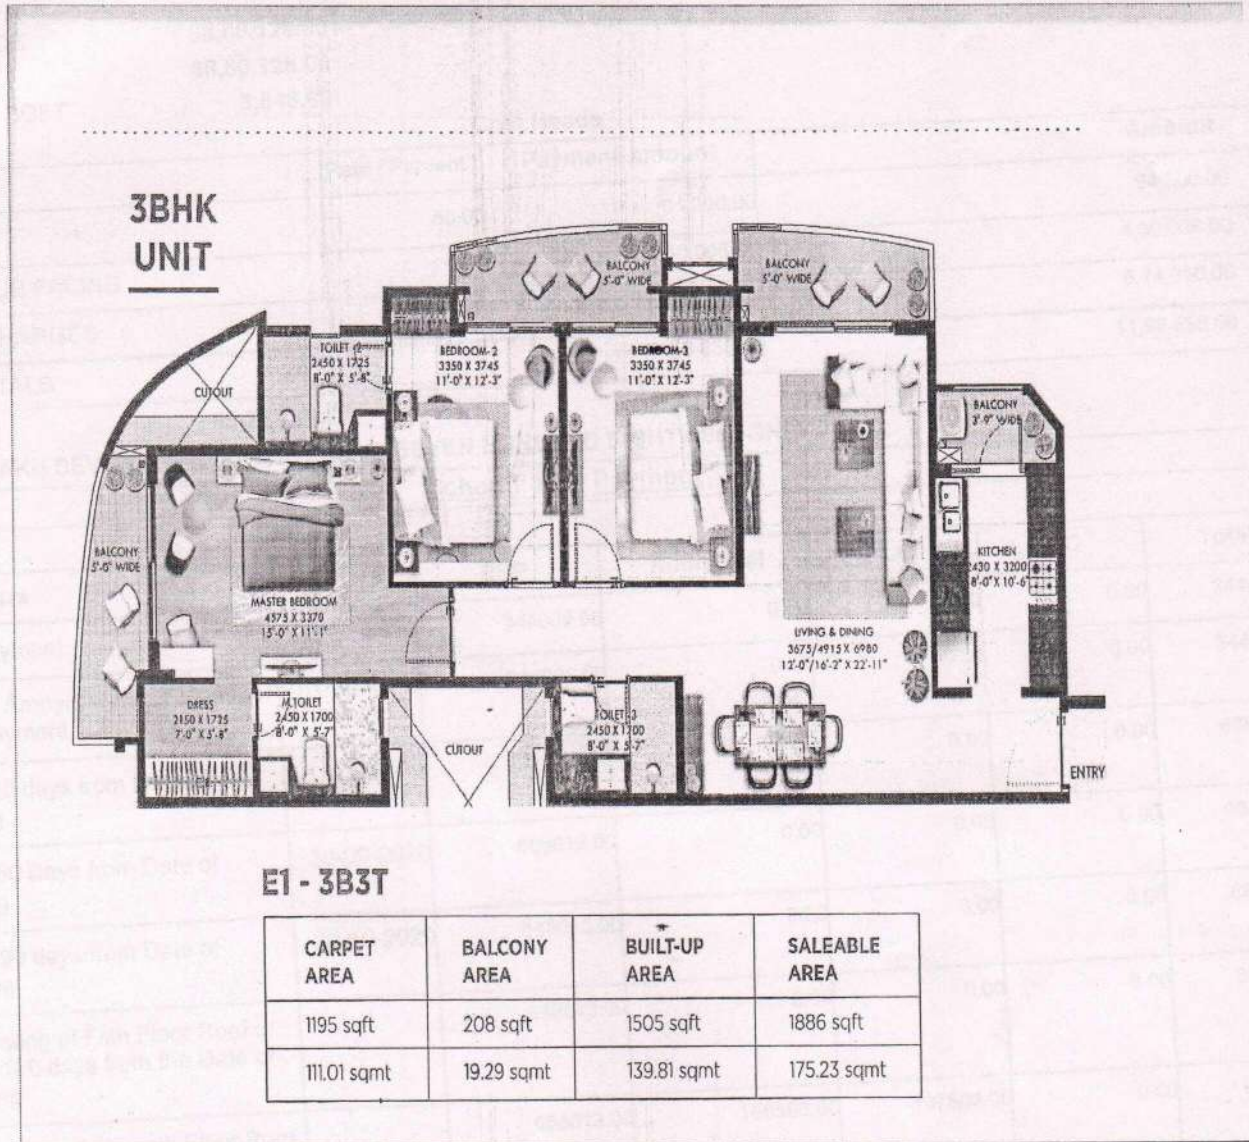 3BHK
UNIT
BALCONY
5'-0" WIDE
BALCONY
5'-0" WIDE
TOILET-2
2450 X 1725
8'-0" X 5'-8"
BEDROOM-2
3350 X 3745
11'-0" X 12'-3"
BEDROOM-3
3350 X 3745
11'-0" X 12'-3"
CUTOUT
BALCONY
3'-9" WIDE
BALCONY
5'-0" WIDE
KITCHEN
2430 X 3200
8'-0" X 10'-6"
MASTER BEDROOM
4575 X 3370
15'-0" X 11'-1"
LIVING & DINING
3675/4915 X 6980
12'-0"/16'-2" X 22'-11"
DRESS
2150 X 1725
7'-0" X 5'-8"
M.TOILET
2450 X 1700
8'-0" X 5'-7"
CUTOUT
TOILET-3
2450 X 1700
8'-0" X 5'-7"
ENTRY
E1 - 3B3T
CARPET AREA BALCONY AREA BUILT-UP AREA SALEABLE AREA
1195 sqft 208 sqft 1505 sqft 1886 sqft
111.01 sqmt 19.29 sqmt 139.81 sqmt 175.23 sqmt